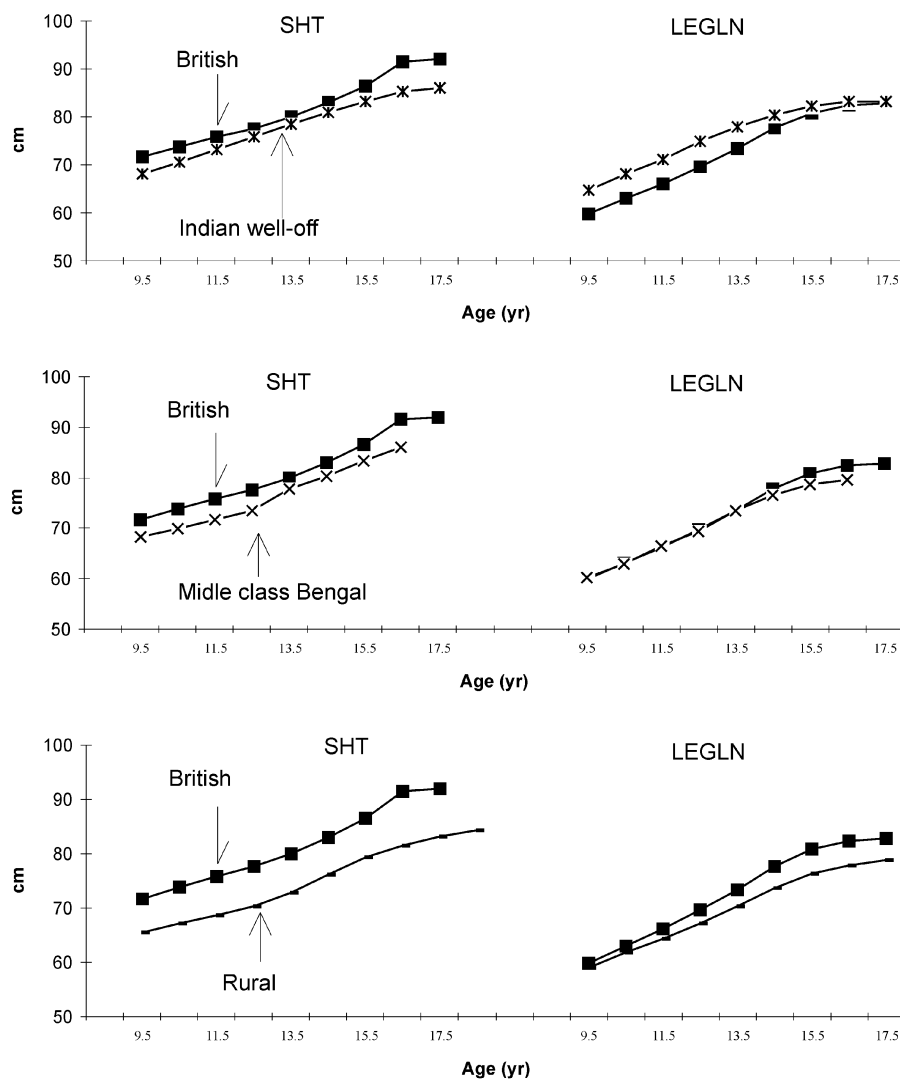 SHT LEGLN
100
90
80
70
60
50
cm
British
Indian well-off
9.5 11.5 13.5 15.5 17.5 9.5 11.5 13.5 15.5 17.5
Age (yr)
SHT LEGLN
100
90
80
70
60
50
cm
British
Midle class Bengal
9.5 11.5 13.5 15.5 17.5 9.5 11.5 13.5 15.5 17.5
Age (yr)
SHT LEGLN
100
90
80
70
60
50
cm
British
Rural
9.5 11.5 13.5 15.5 17.5 9.5 11.5 13.5 15.5 17.5
Age (yr)